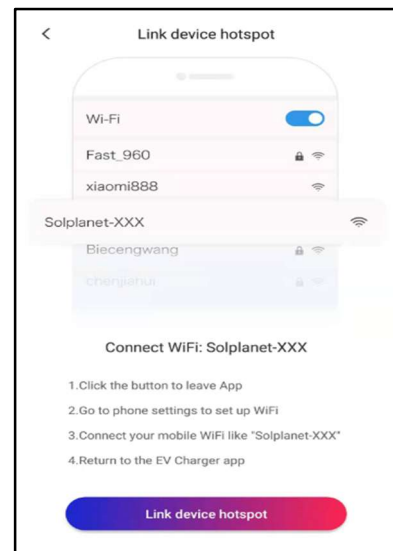 Link device hotspot
Wi-Fi
Fast_960
xiaomi888
Solplanet-XXX
Biecengwang
chenjiahui
Connect WiFi: Solplanet-XXX
1.Click the button to leave App
2.Go to phone settings to set up WiFi
3.Connect your mobile WiFi like "Solplanet-XXX"
4.Return to the EV Charger app
Link device hotspot